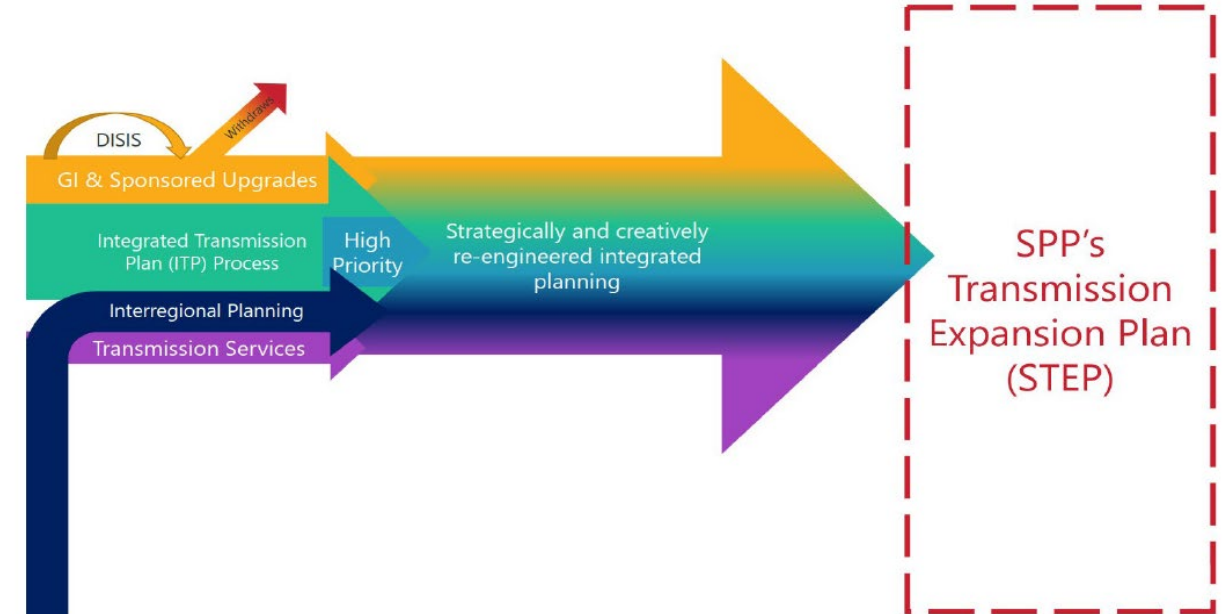 DISIS
Withdraws
GI & Sponsored Upgrades
Integrated Transmission
Plan (ITP) Process
High
Priority
Interregional Planning
Transmission Services
Strategically and creatively
re-engineered integrated
planning
SPP's
Transmission
Expansion Plan
(STEP)